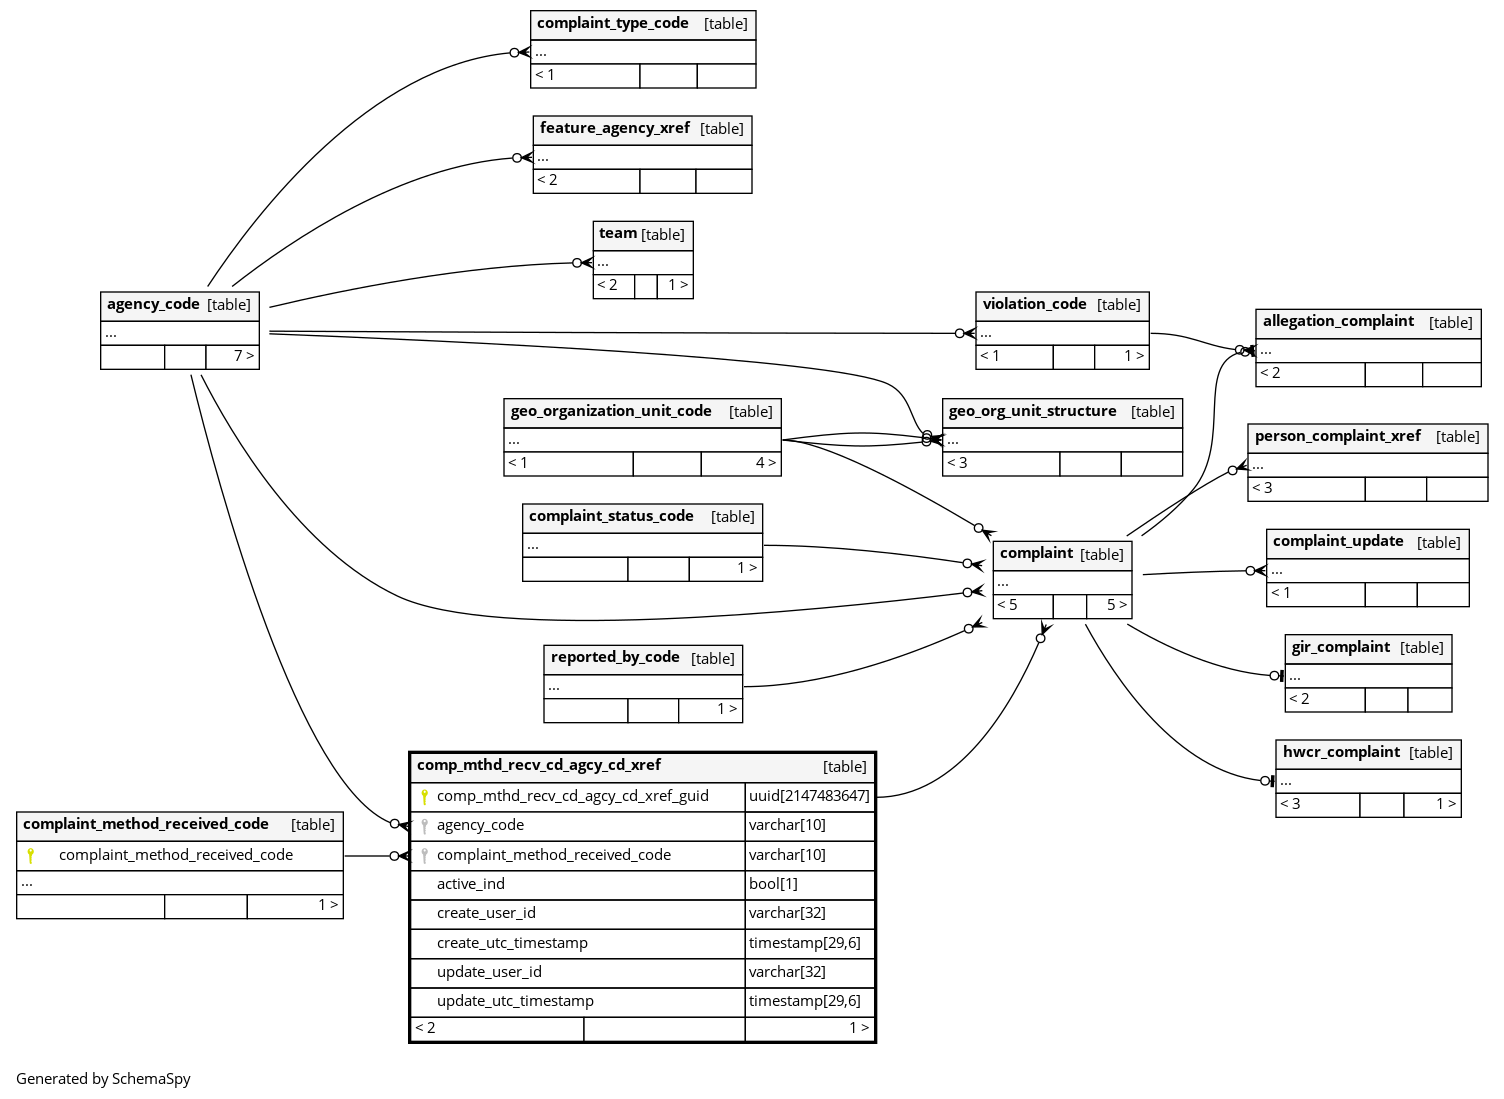 complaint_type_code [table]
...
< 1
feature_agency_xref [table]
...
< 2
team [table]
...
< 2 1 >
agency_code [table]
...
7 >
violation_code [table]
...
< 1 1 >
allegation_complaint [table]
...
< 2
geo_organization_unit_code [table]
...
< 1 4 >
geo_org_unit_structure [table]
...
< 3
person_complaint_xref [table]
...
< 3
complaint_status_code [table]
...
1 >
complaint [table]
...
< 5 5 >
complaint_update [table]
...
< 1
reported_by_code [table]
...
1 >
gir_complaint [table]
...
< 2
hwcr_complaint [table]
...
< 3 1 >
complaint_method_received_code [table]
complaint_method_received_code
...
1 >
comp_mthd_recv_cd_agcy_cd_xref [table]
comp_mthd_recv_cd_agcy_cd_xref_guid uuid[2147483647]
agency_code varchar[10]
complaint_method_received_code varchar[10]
active_ind bool[1]
create_user_id varchar[32]
create_utc_timestamp timestamp[29,6]
update_user_id varchar[32]
update_utc_timestamp timestamp[29,6]
< 2 1 >
Generated by SchemaSpy